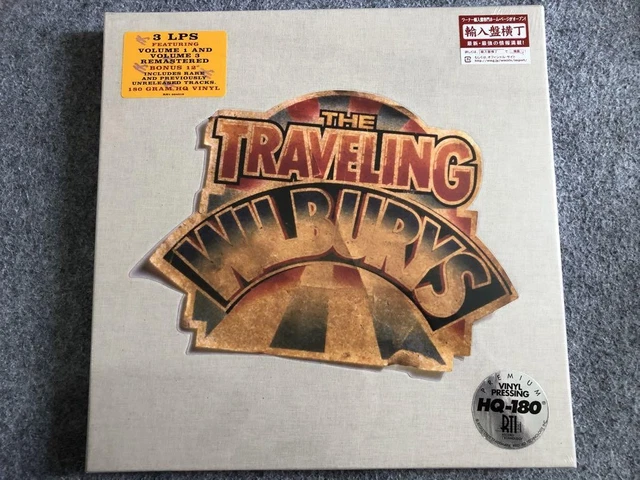 3 LPS
FEATURING
VOLUME 1 AND
VOLUME 3
REMASTERED
BONUS 12"
INCLUDES RARE
AND PREVIOUSLY
UNRELEASED TRACKS.
180 GRAM HQ VINYL
輸入盤横丁
THE
TRAVELING
WILBURYS
PREMIUM
VINYL
PRESSING
HQ-180
RTI